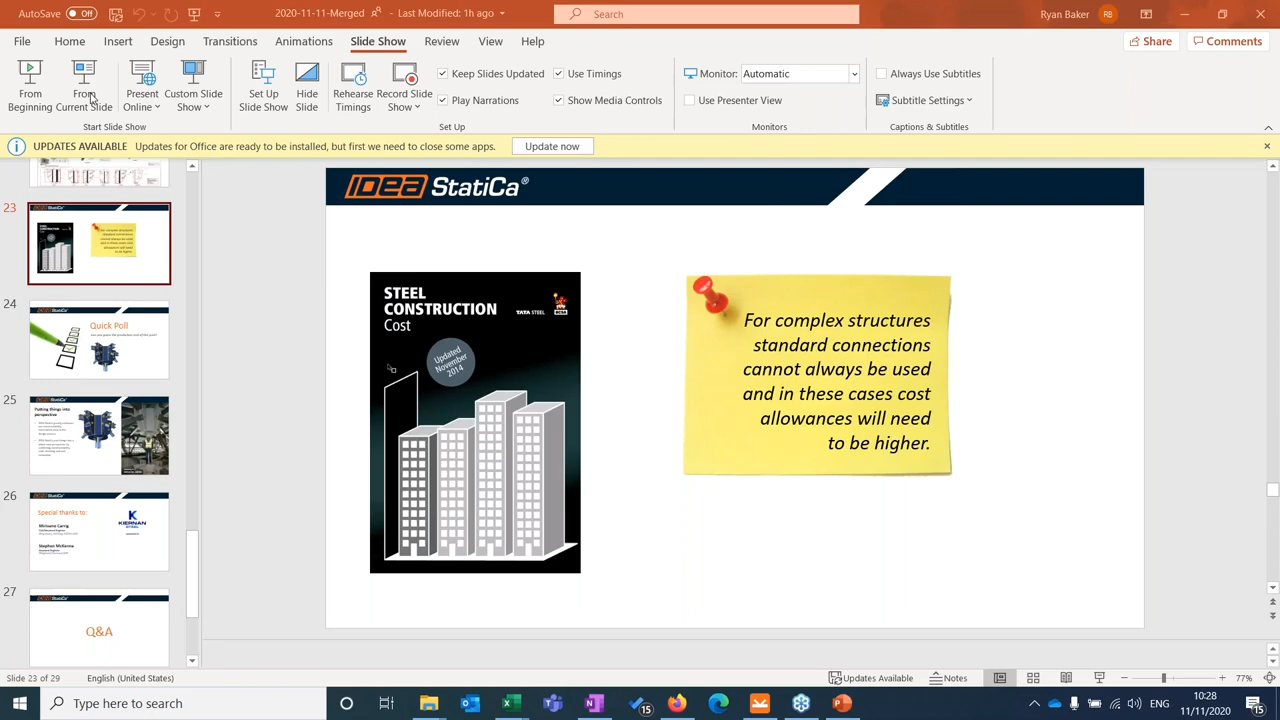 AutoSave Off 2020-11-11-Mergen Search Ryan Baker RB
File Home Insert Design Transitions Animations Slide Show Review View Help Share Comments
From Beginning
From Current Slide
Present Online
Custom Slide Show
Set Up Slide Show
Hide Slide
Rehearse Timings
Record Slide Show
Keep Slides Updated
Play Narrations
Use Timings
Show Media Controls
Monitor: Automatic
Use Presenter View
Always Use Subtitles
Subtitle Settings
Start Slide Show Set Up Monitors Captions & Subtitles
UPDATES AVAILABLE Updates for Office are ready to be installed, but first we need to close some apps. Update now
23
24
Quick Poll
25
Putting things into
perspective
26
Special thanks to:
KIERNAN
STEEL
27
Q&A
IDEA StatiCa®
STEEL
CONSTRUCTION
Cost
TATA STEEL
Updated
November
2014
For complex structures
standard connections
cannot always be used
and in these cases cost
allowances will need
to be higher.
Slide 23 of 29 English (United States) Updates Available Notes 77%
Type here to search 15 ENG 10:28
11/11/2020 15